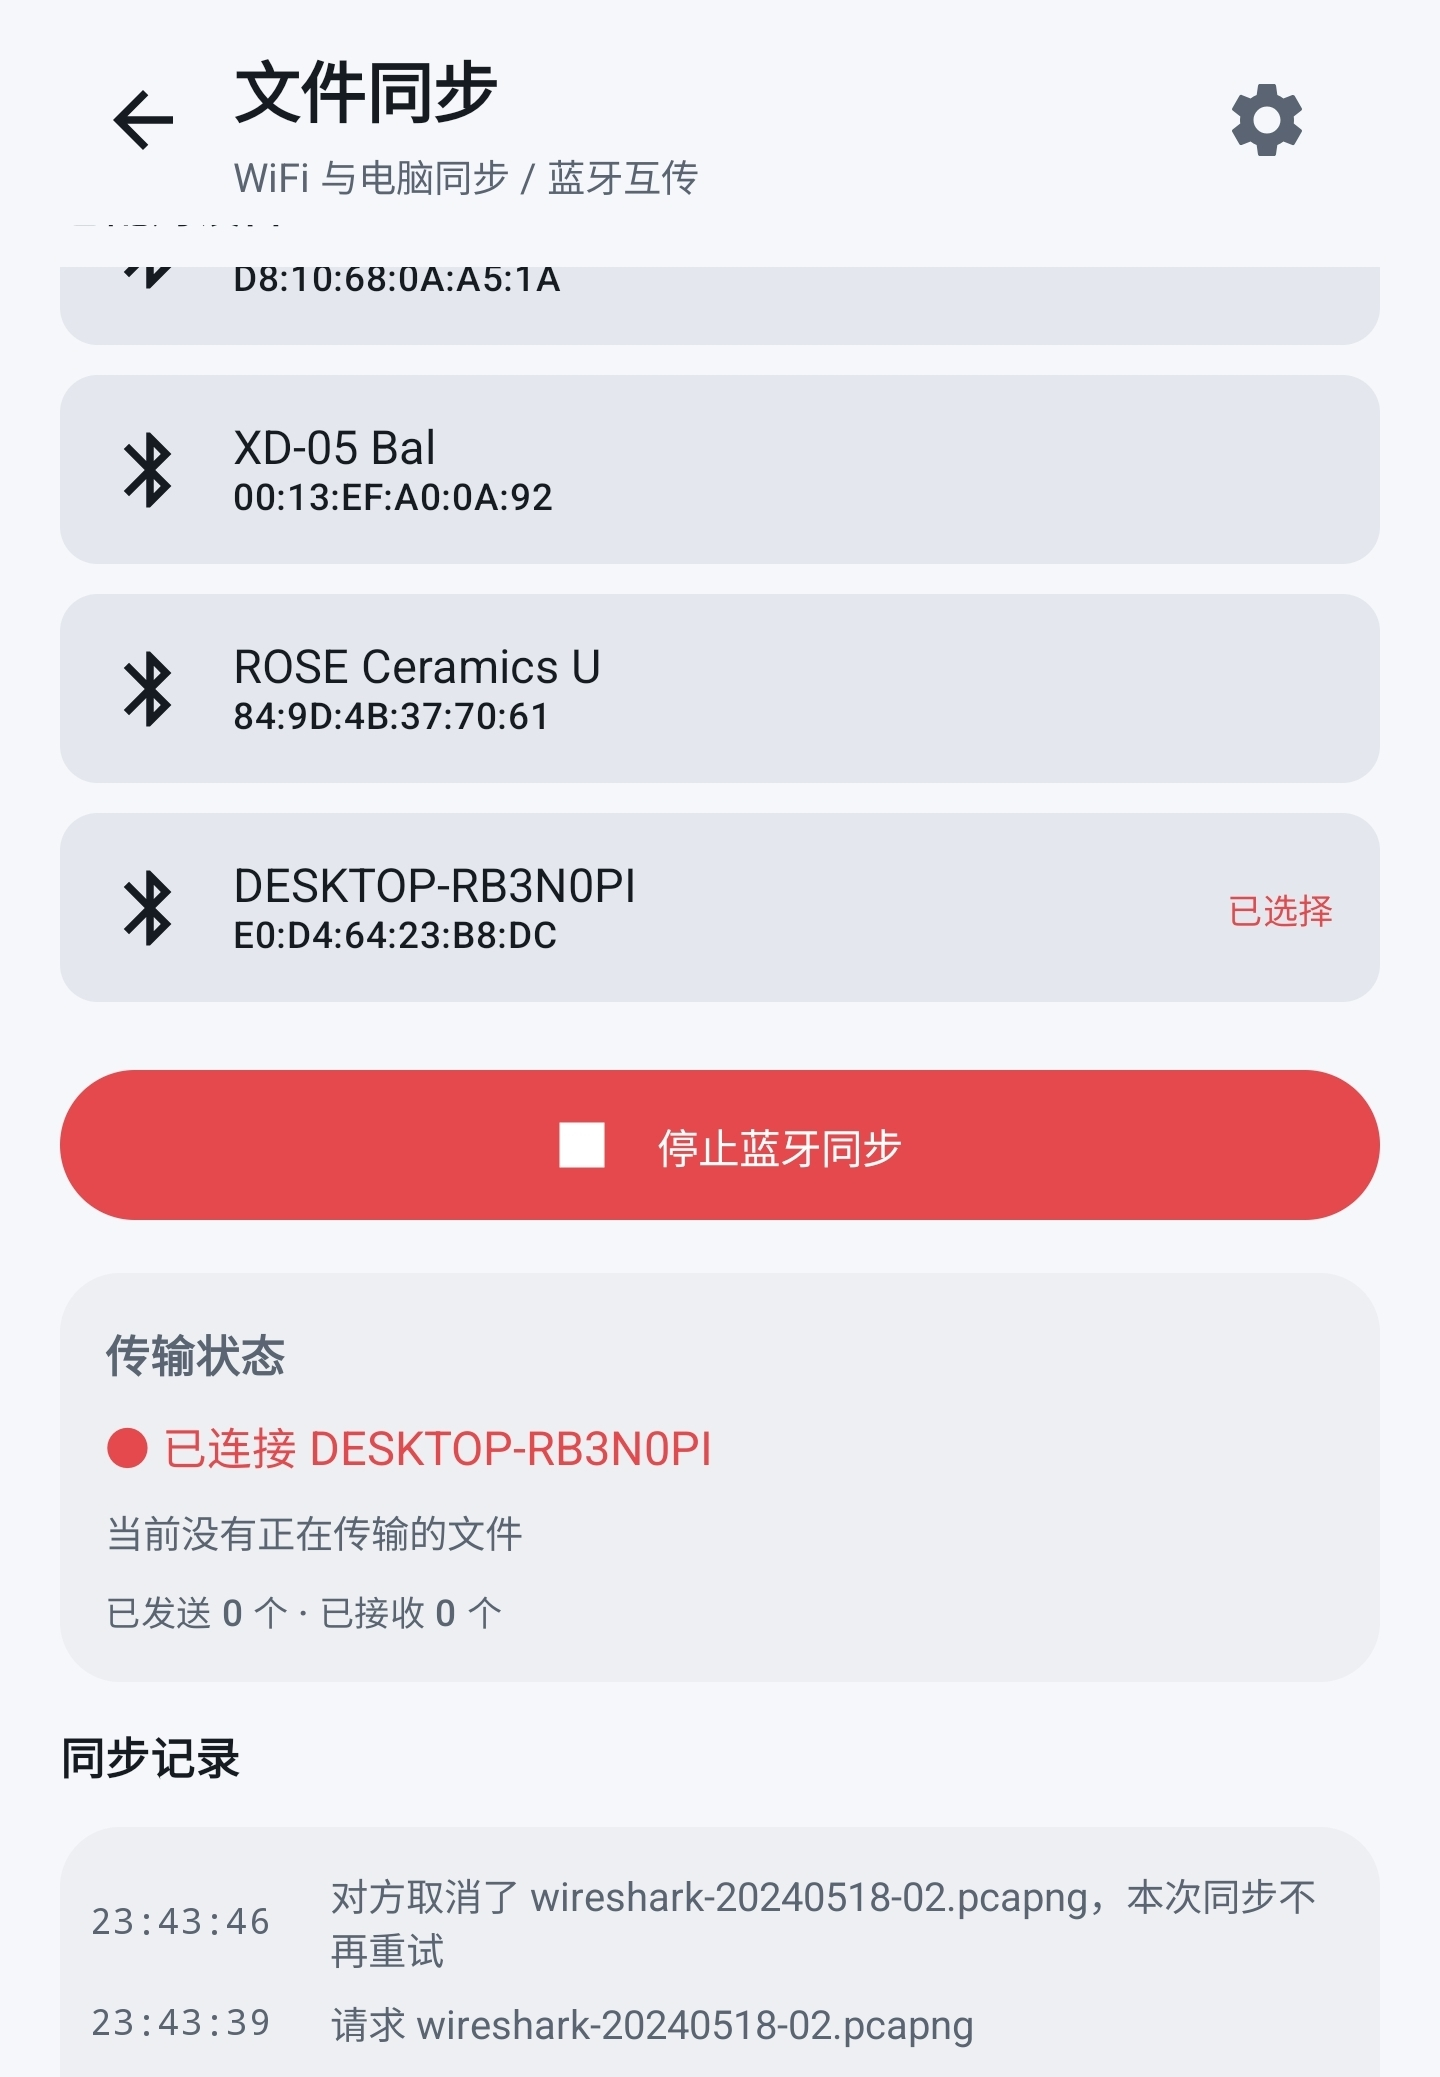 文件同步
WiFi 与电脑同步 / 蓝牙互传
D8:10:68:0A:A5:1A
XD-05 Bal
00:13:EF:A0:0A:92
ROSE Ceramics U
84:9D:4B:37:70:61
DESKTOP-RB3N0PI
E0:D4:64:23:B8:DC
已选择
停止蓝牙同步
传输状态
已连接 DESKTOP-RB3N0PI
当前没有正在传输的文件
已发送 0 个 · 已接收 0 个
同步记录
23:43:46
对方取消了 wireshark-20240518-02.pcapng，本次同步不
再重试
23:43:39
请求 wireshark-20240518-02.pcapng